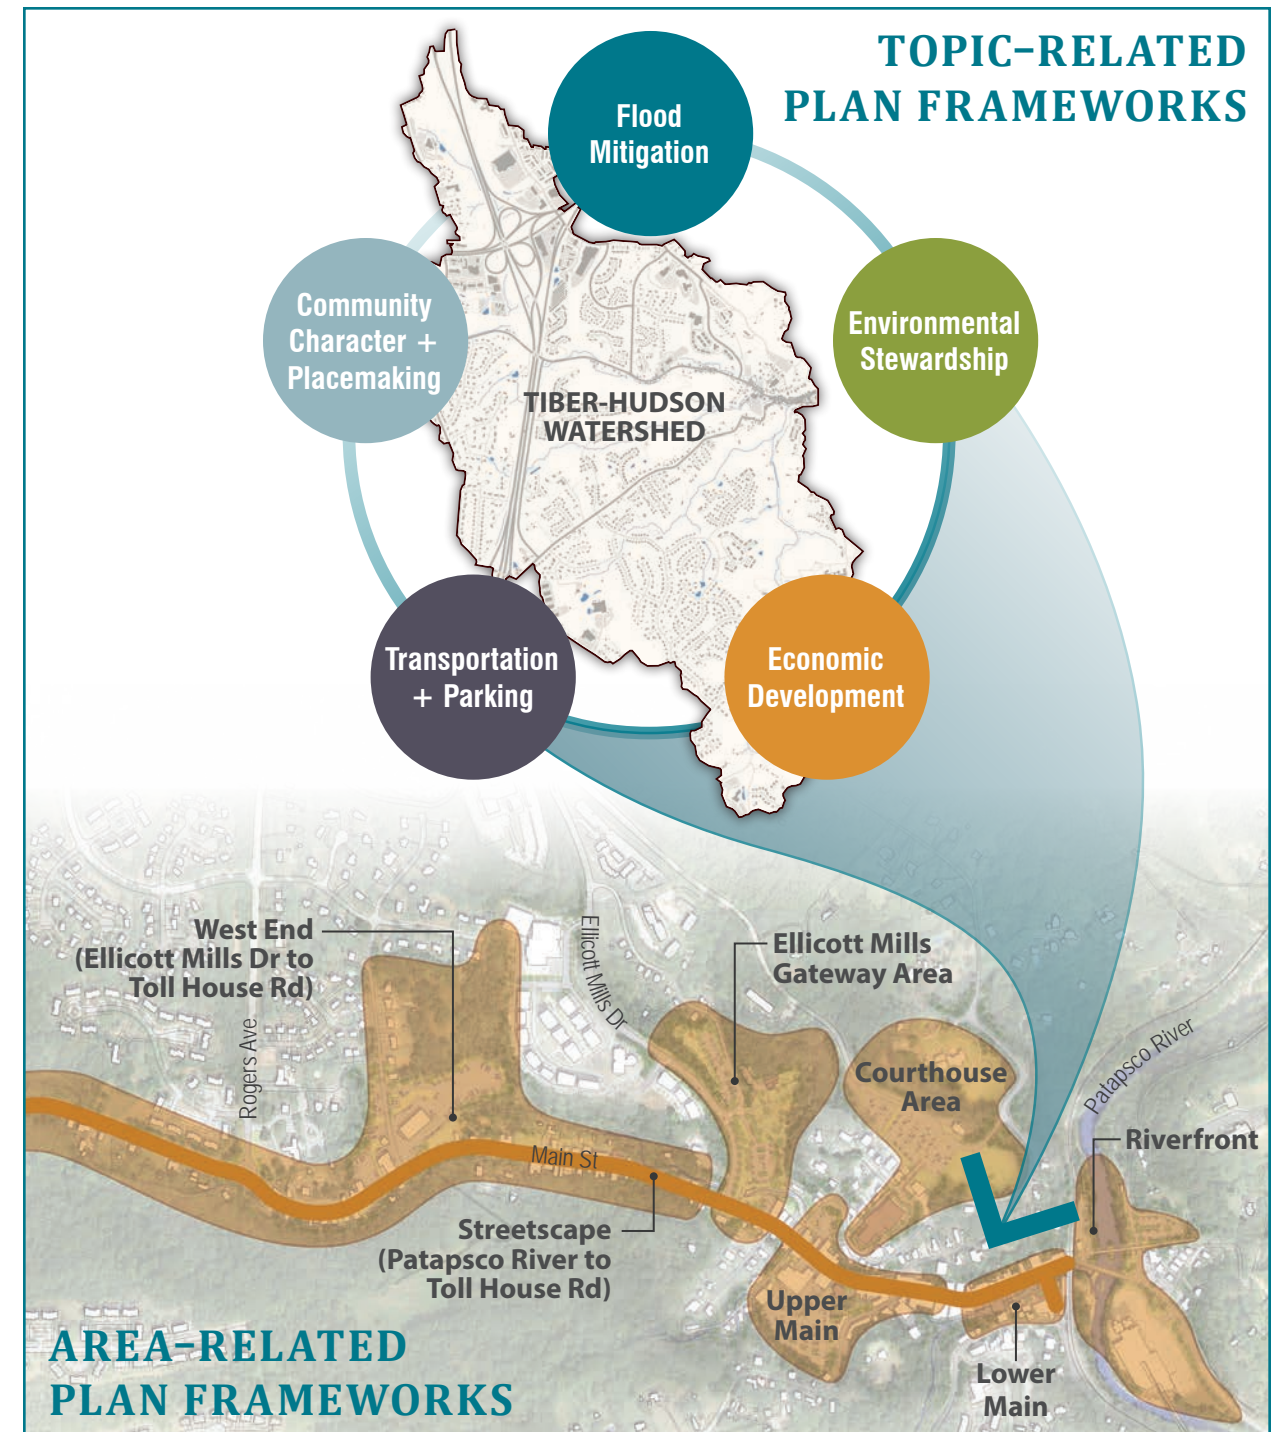 TOPIC–RELATED
PLAN FRAMEWORKS
Flood
Mitigation
Community
Character +
Placemaking
Environmental
Stewardship
TIBER-HUDSON
WATERSHED
Transportation
+ Parking
Economic
Development
West End
(Ellicott Mills Dr to
Toll House Rd)
Ellicott Mills Dr
Ellicott Mills
Gateway Area
Rogers Ave
Courthouse
Area
Patapsco River
Riverfront
Main St
Streetscape
(Patapsco River to
Toll House Rd)
Upper
Main
Lower
Main
AREA–RELATED
PLAN FRAMEWORKS